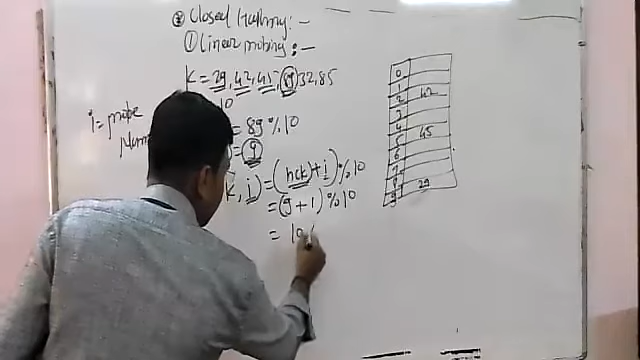 Closed Hashing:-
① Linear probing:-
K = 29, 42, 45, 89, 32, 85
10
i = probe
= 89 % 10
= 9
k, i) = (h(k) + i) % 10
= (9 + 1) % 10
= 10
0
1
2 42
3
4
5 45
6
7
8
9 29